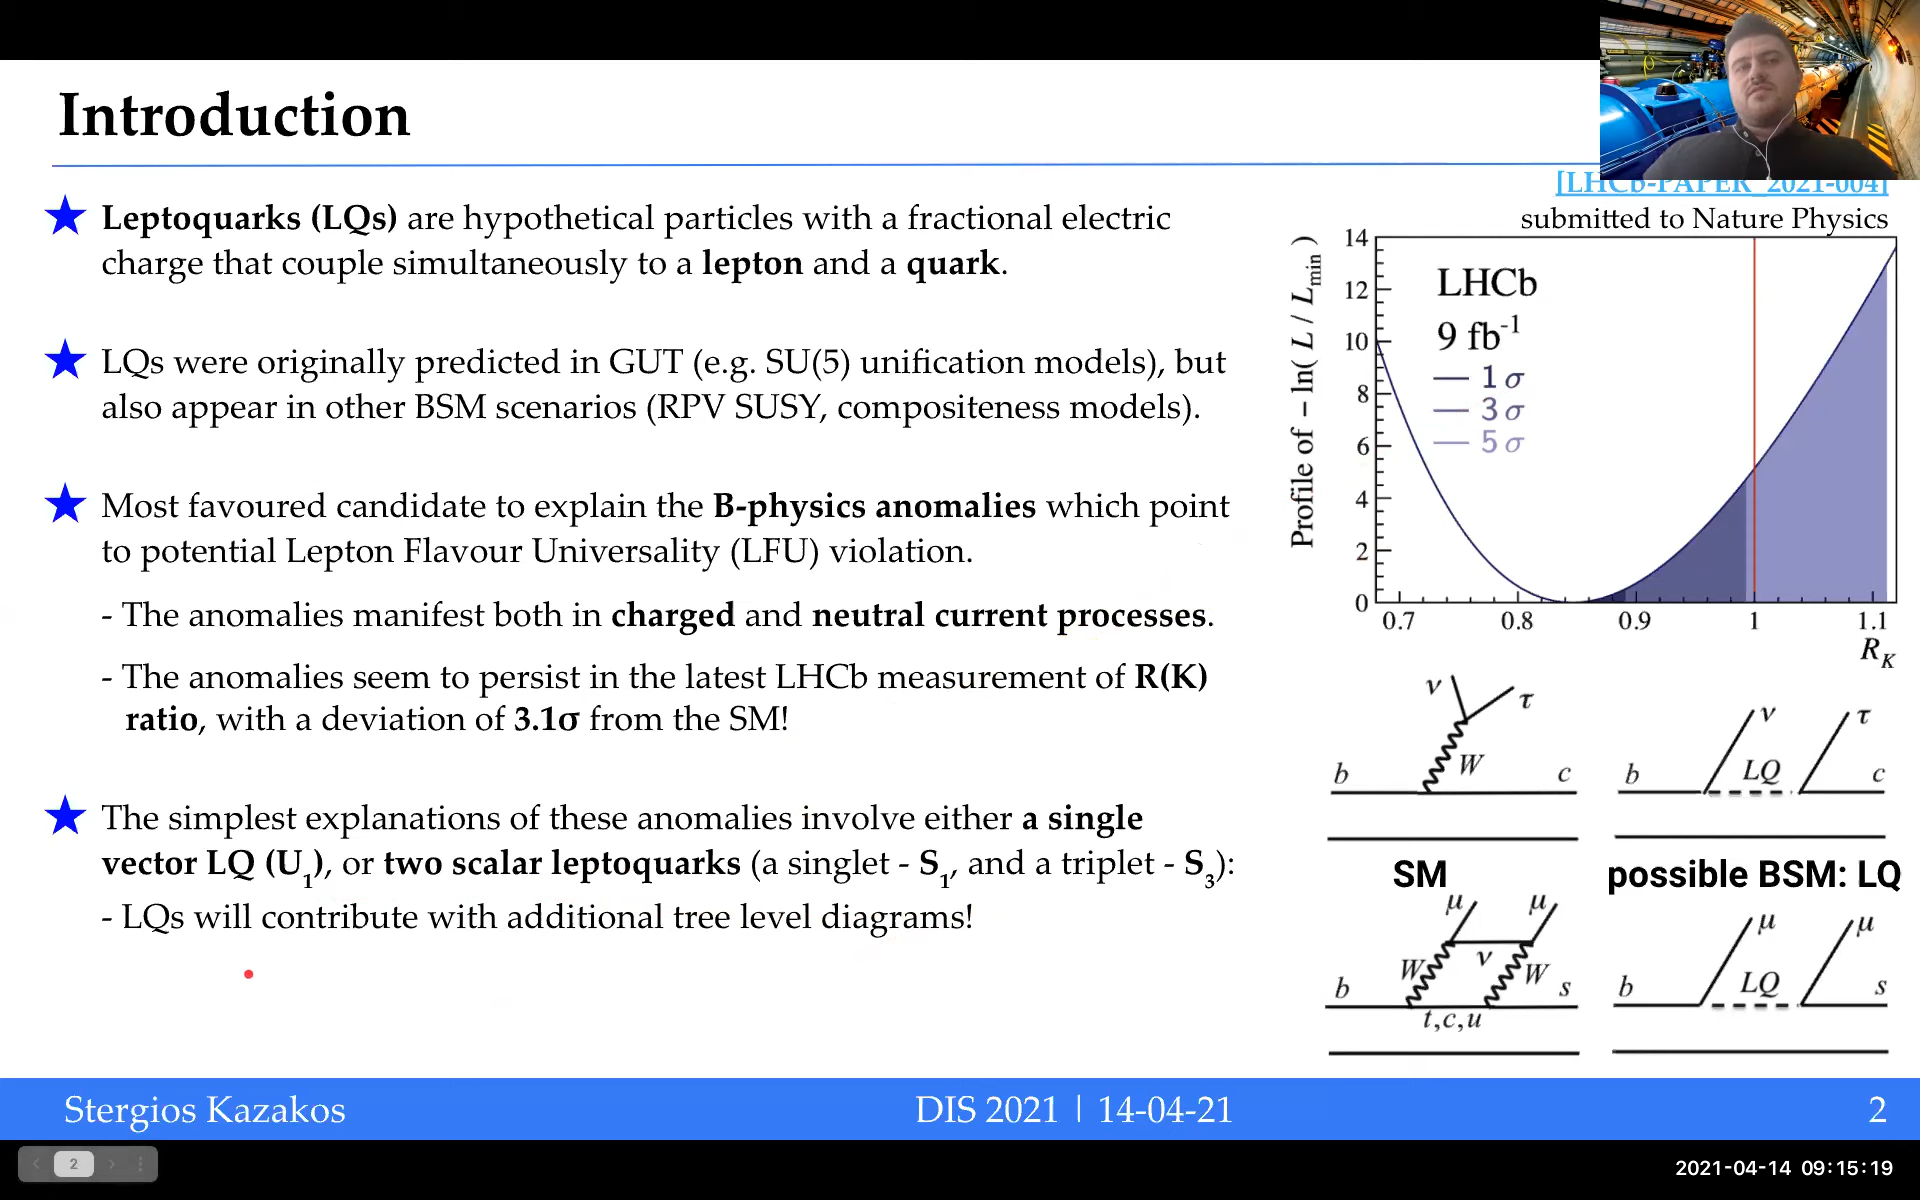 Introduction
[LHCb-PAPER_2021-004]
submitted to Nature Physics
★ Leptoquarks (LQs) are hypothetical particles with a fractional electric
charge that couple simultaneously to a lepton and a quark.
★ LQs were originally predicted in GUT (e.g. SU(5) unification models), but
also appear in other BSM scenarios (RPV SUSY, compositeness models).
★ Most favoured candidate to explain the B-physics anomalies which point
to potential Lepton Flavour Universality (LFU) violation.
- The anomalies manifest both in charged and neutral current processes.
- The anomalies seem to persist in the latest LHCb measurement of R(K)
ratio, with a deviation of 3.1σ from the SM!
★ The simplest explanations of these anomalies involve either a single
vector LQ (U₁), or two scalar leptoquarks (a singlet - S₁, and a triplet - S₃):
- LQs will contribute with additional tree level diagrams!
Profile of − ln( L / Lmin )
14
12
10
8
6
4
2
0
LHCb
9 fb⁻¹
1 σ
3 σ
5 σ
0.7 0.8 0.9 1 1.1
R_K
ν τ
W
b c
ν τ
LQ
b c
SM
possible BSM: LQ
μ μ
W ν W
b s
t,c,u
μ μ
LQ
b s
Stergios Kazakos DIS 2021 | 14-04-21 2
2
2021-04-14 09:15:19